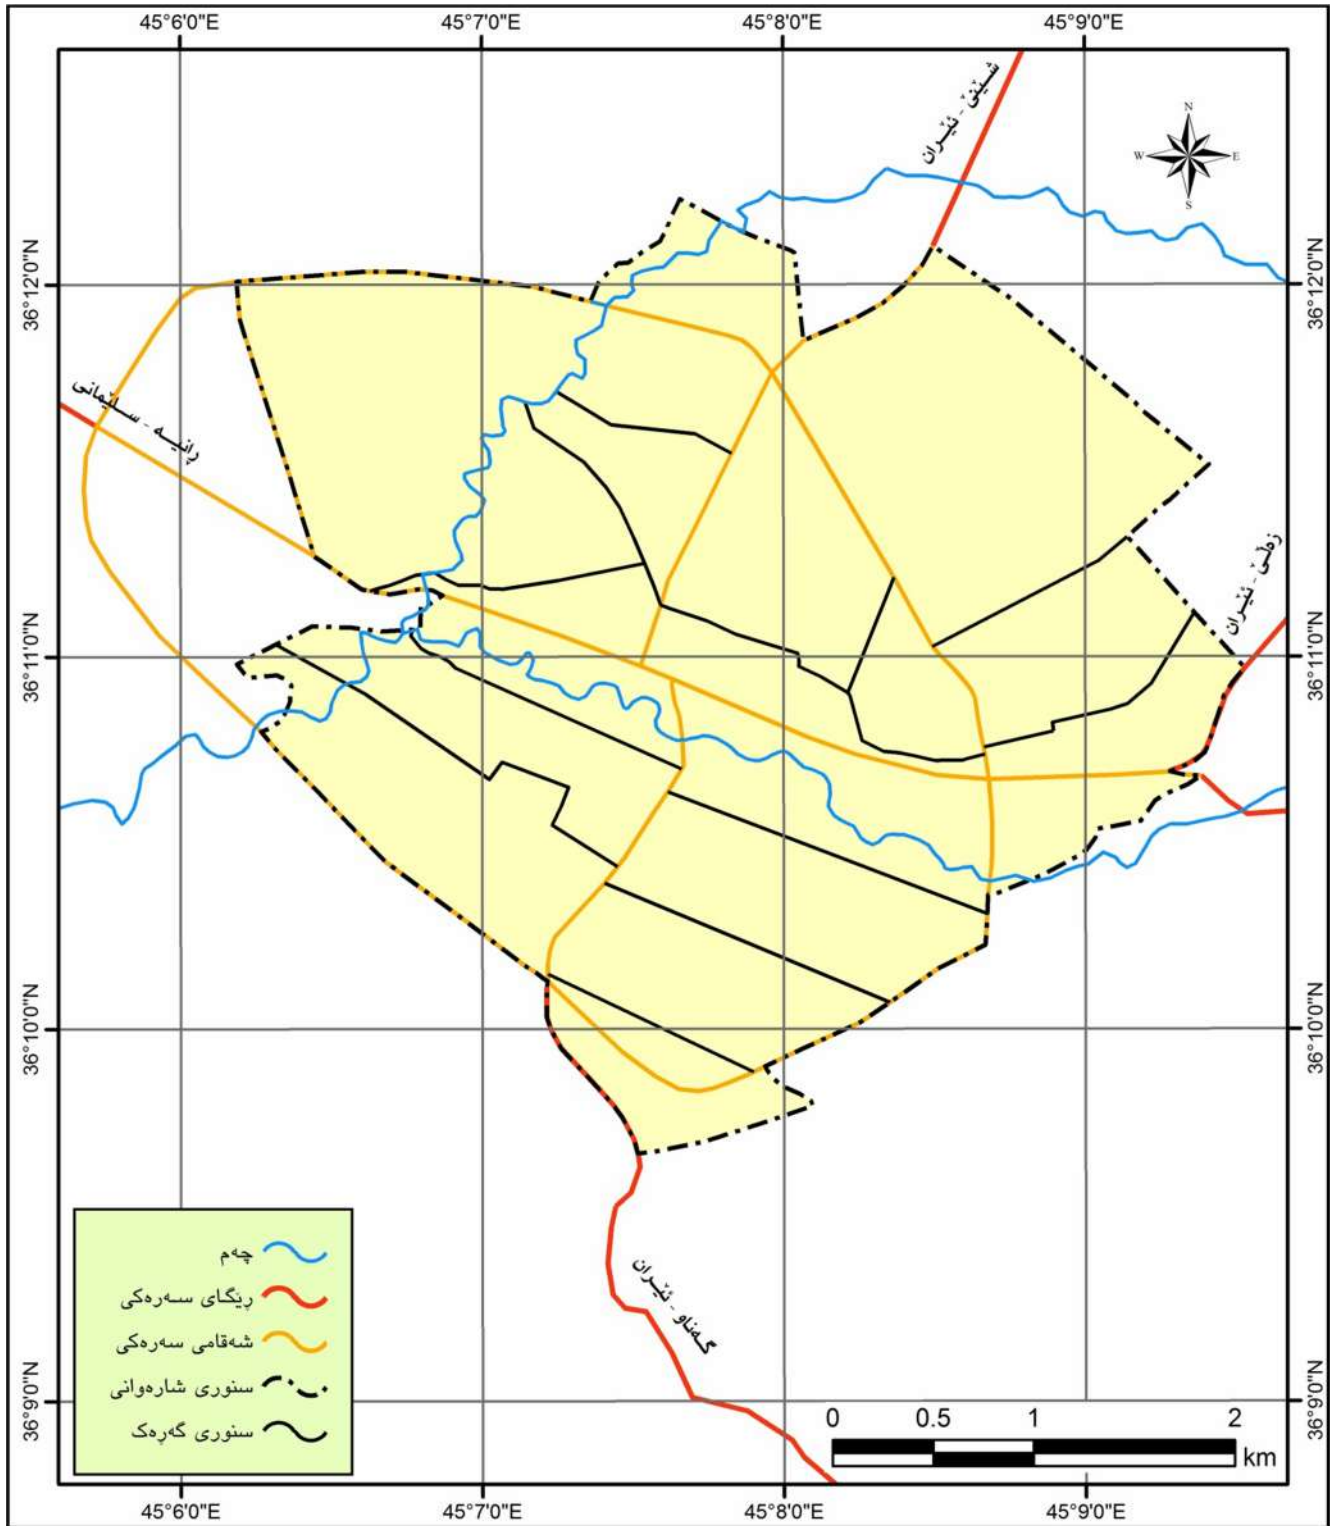 45°6'0"E
45°7'0"E
45°8'0"E
45°9'0"E
شێنێ - ئێران
N
W
E
S
36°12'0"N
36°12'0"N
ڕانیە - سلێمانی
زەڵێ - ئێران
36°11'0"N
36°11'0"N
36°10'0"N
36°10'0"N
گەناو - ئێران
چەم
ڕێگای سەرەکی
شەقامی سەرەکی
سنوری شارەوانی
سنوری گەڕەک
36°9'0"N
36°9'0"N
0 0.5 1 2
km
45°6'0"E
45°7'0"E
45°8'0"E
45°9'0"E